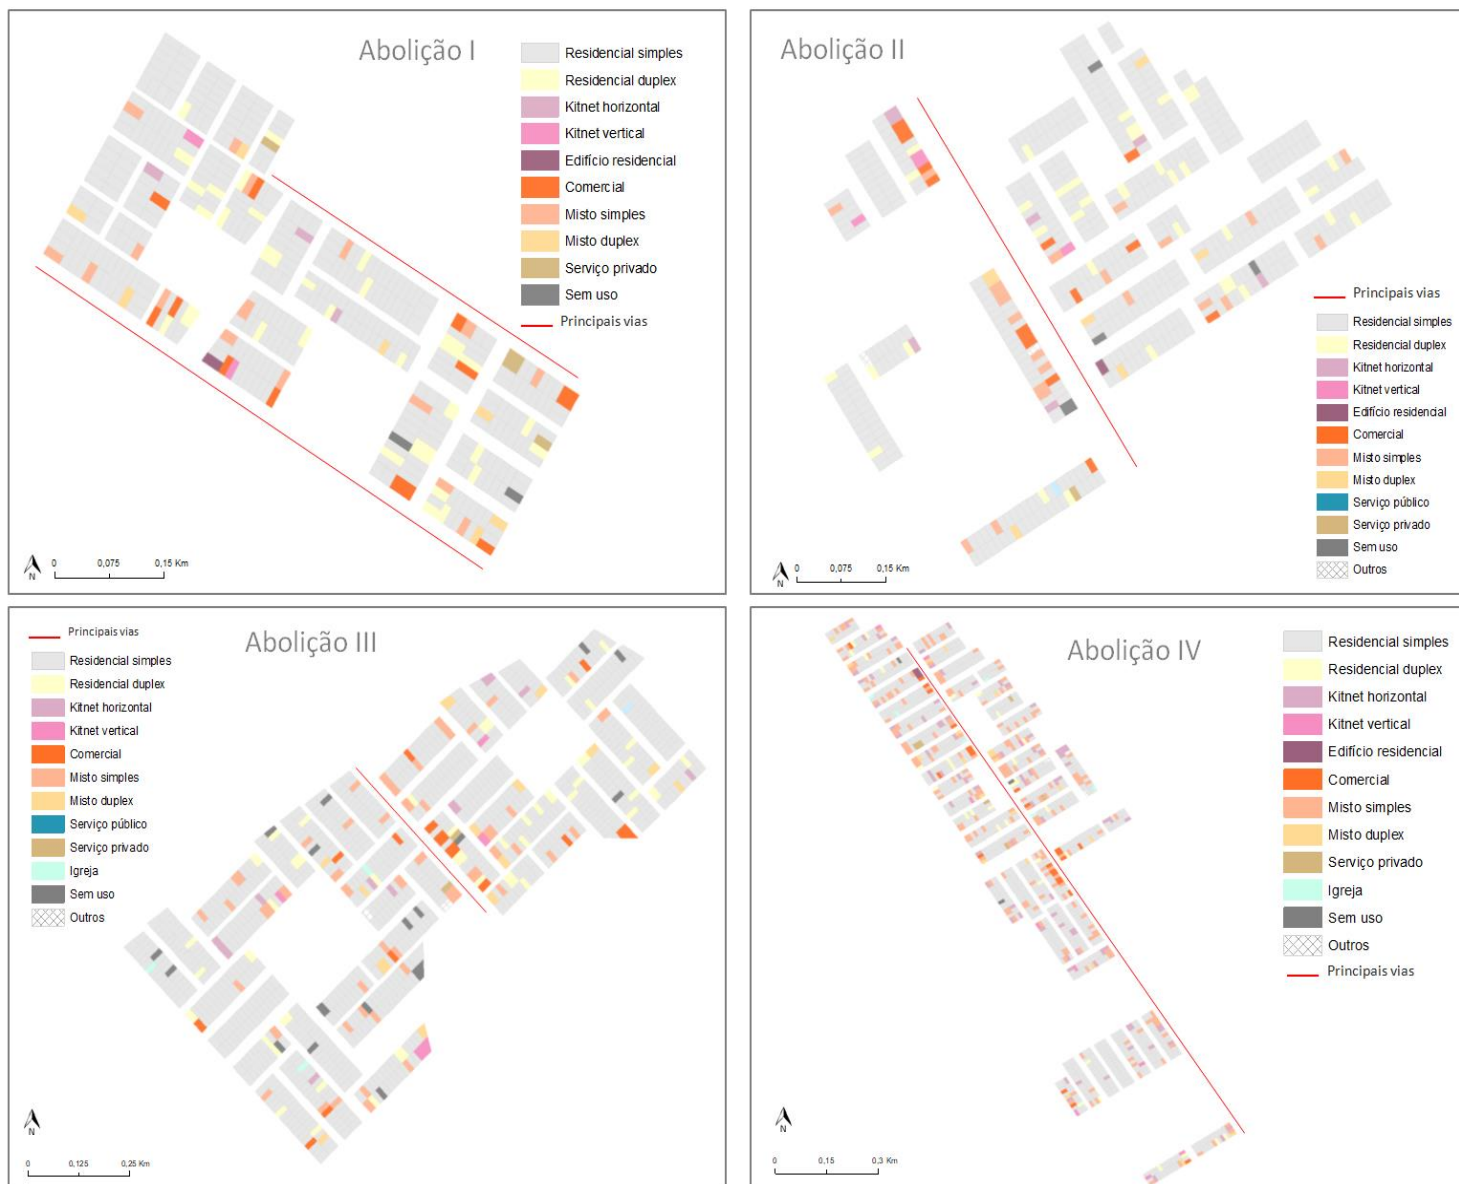 Abolição I
Residencial simples
Residencial duplex
Kitnet horizontal
Kitnet vertical
Edifício residencial
Comercial
Misto simples
Misto duplex
Serviço privado
Sem uso
Principais vias
N
0 0,075 0,15 Km
Abolição II
Principais vias
Residencial simples
Residencial duplex
Kitnet horizontal
Kitnet vertical
Edifício residencial
Comercial
Misto simples
Misto duplex
Serviço público
Serviço privado
Sem uso
Outros
N
0 0,075 0,15 Km
Abolição III
Principais vias
Residencial simples
Residencial duplex
Kitnet horizontal
Kitnet vertical
Comercial
Misto simples
Misto duplex
Serviço público
Serviço privado
Igreja
Sem uso
Outros
N
0 0,125 0,25 Km
Abolição IV
Residencial simples
Residencial duplex
Kitnet horizontal
Kitnet vertical
Edifício residencial
Comercial
Misto simples
Misto duplex
Serviço privado
Igreja
Sem uso
Outros
Principais vias
N
0 0,15 0,3 Km